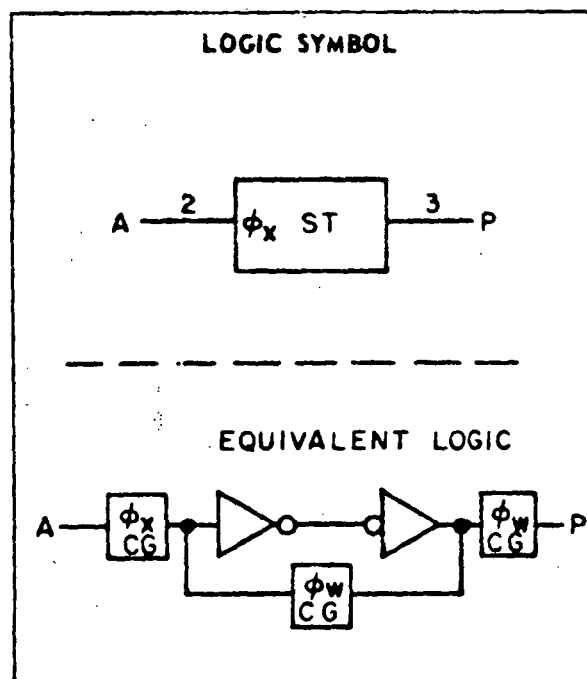 LOGIC SYMBOL
A 2 ϕx ST 3 P
EQUIVALENT LOGIC
A ϕx CG ϕw CG P
ϕw CG